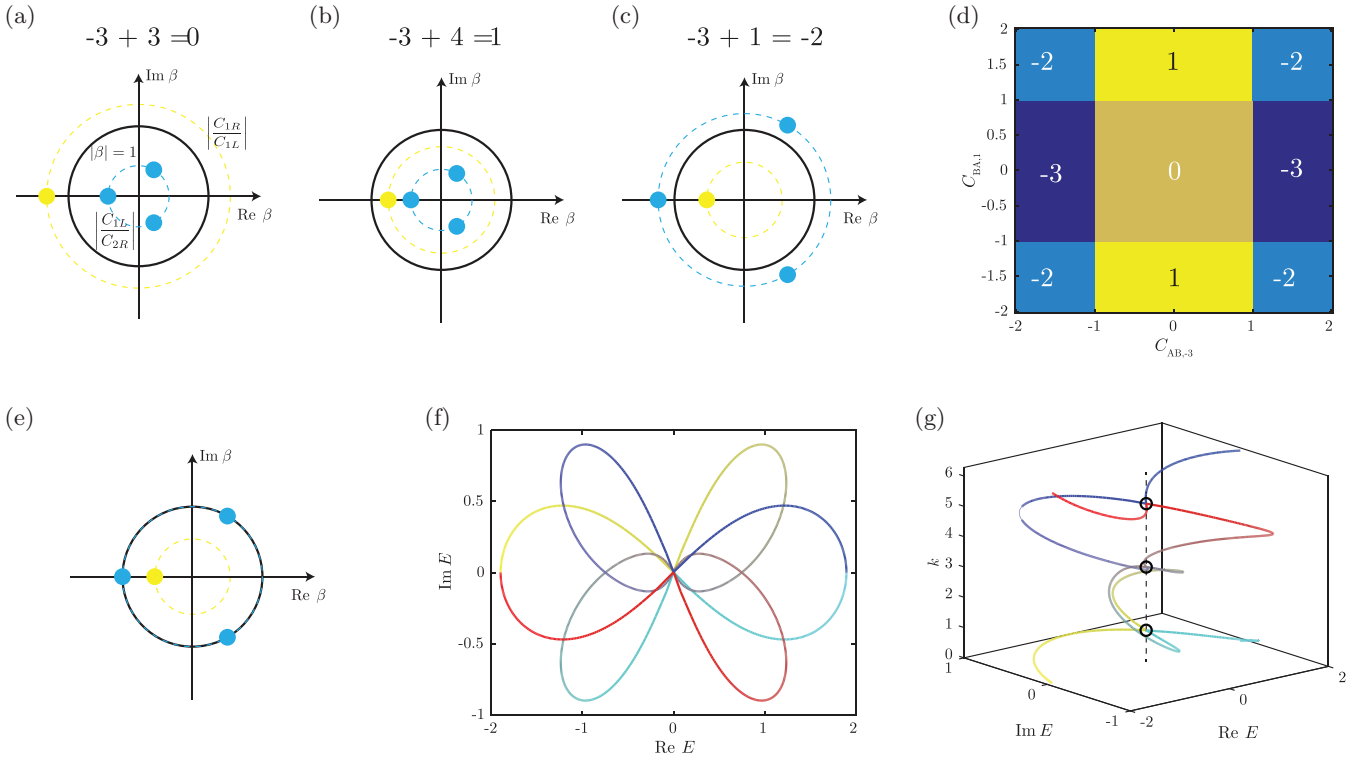 (a)
-3 + 3 =0
Im β
|C1R/C1L|
|β| = 1
|C1L/C2R|
Re β
(b)
-3 + 4 =1
Im β
Re β
(c)
-3 + 1 = -2
Im β
Re β
(d)
2
1.5
1
0.5
0
-0.5
-1
-1.5
-2
CBA,1
-2 1 -2
-3 0 -3
-2 1 -2
-2 -1 0 1 2
CAB,-3
(e)
Im β
Re β
(f)
1
0.5
0
-0.5
-1
Im E
-2 -1 0 1 2
Re E
(g)
6
5
4
3
2
1
0
k
1 0 -1
Im E
-2 0 2
Re E